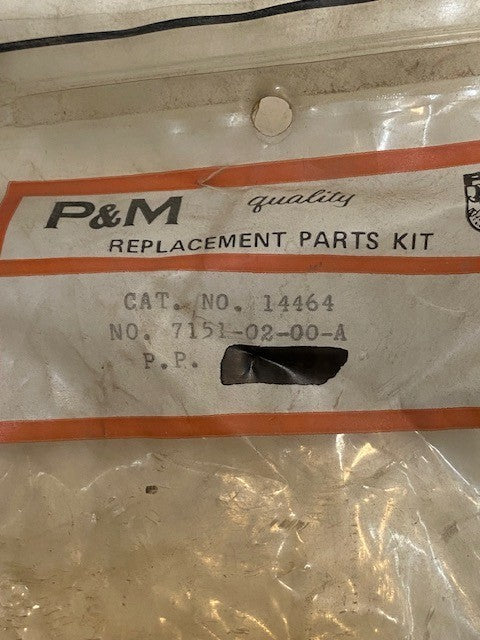 P&M quality
REPLACEMENT PARTS KIT
CAT. NO. 14464
NO. 7151-02-00-A
P.P.